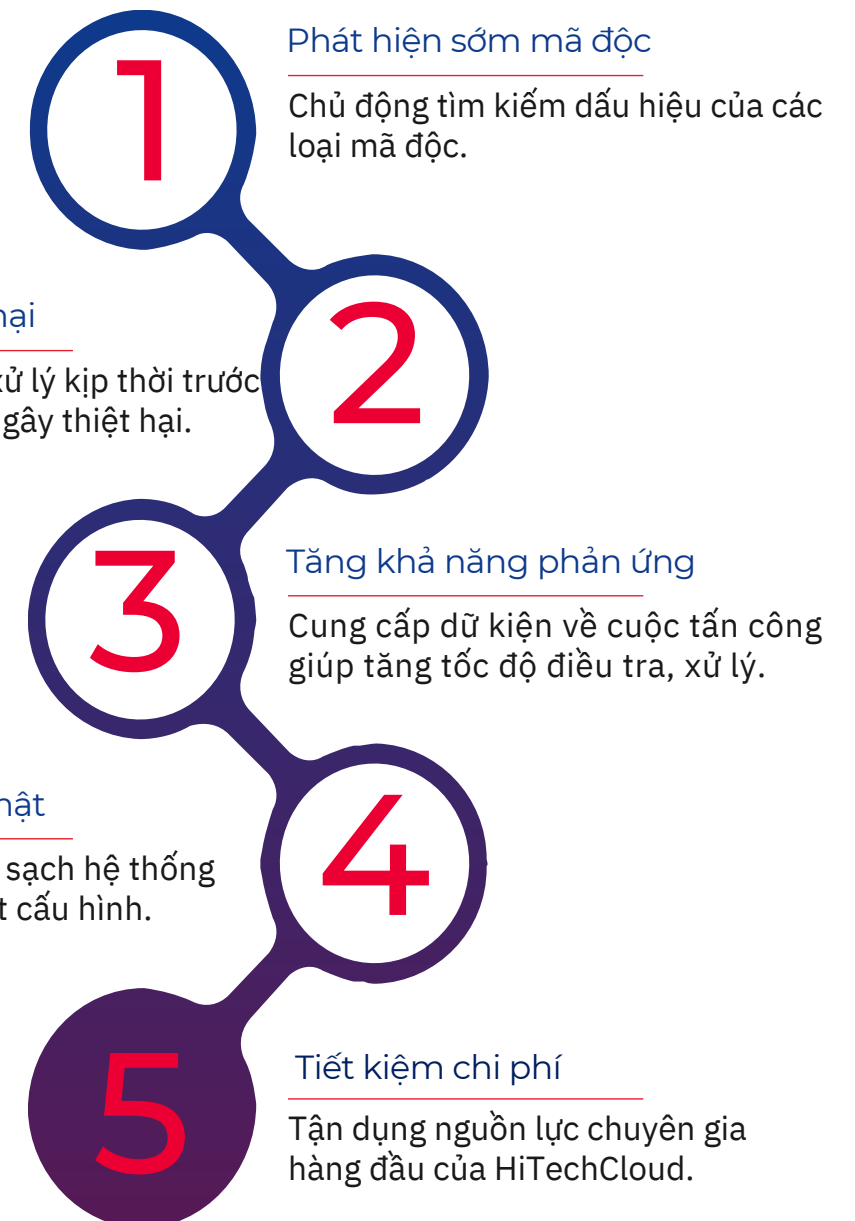 1
Phát hiện sớm mã độc
Chủ động tìm kiếm dấu hiệu của các
loại mã độc.
2
xử lý kịp thời trước
gây thiệt hại.
3
Tăng khả năng phản ứng
Cung cấp dữ kiện về cuộc tấn công
giúp tăng tốc độ điều tra, xử lý.
4
sạch hệ thống
cấu hình.
5
Tiết kiệm chi phí
Tận dụng nguồn lực chuyên gia
hàng đầu của HiTechCloud.